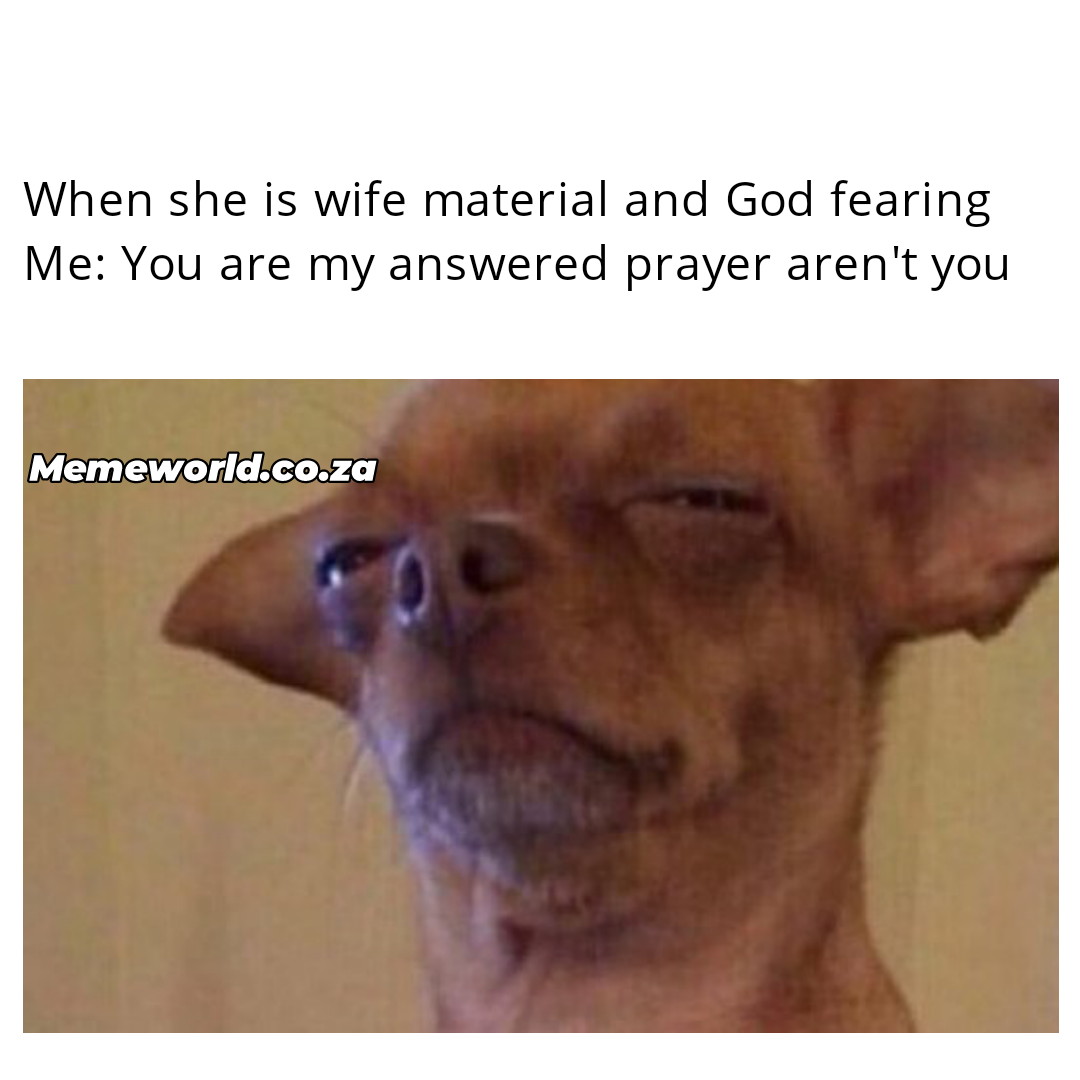 When she is wife material and God fearing
Me: You are my answered prayer aren't you
Memeworld.co.za